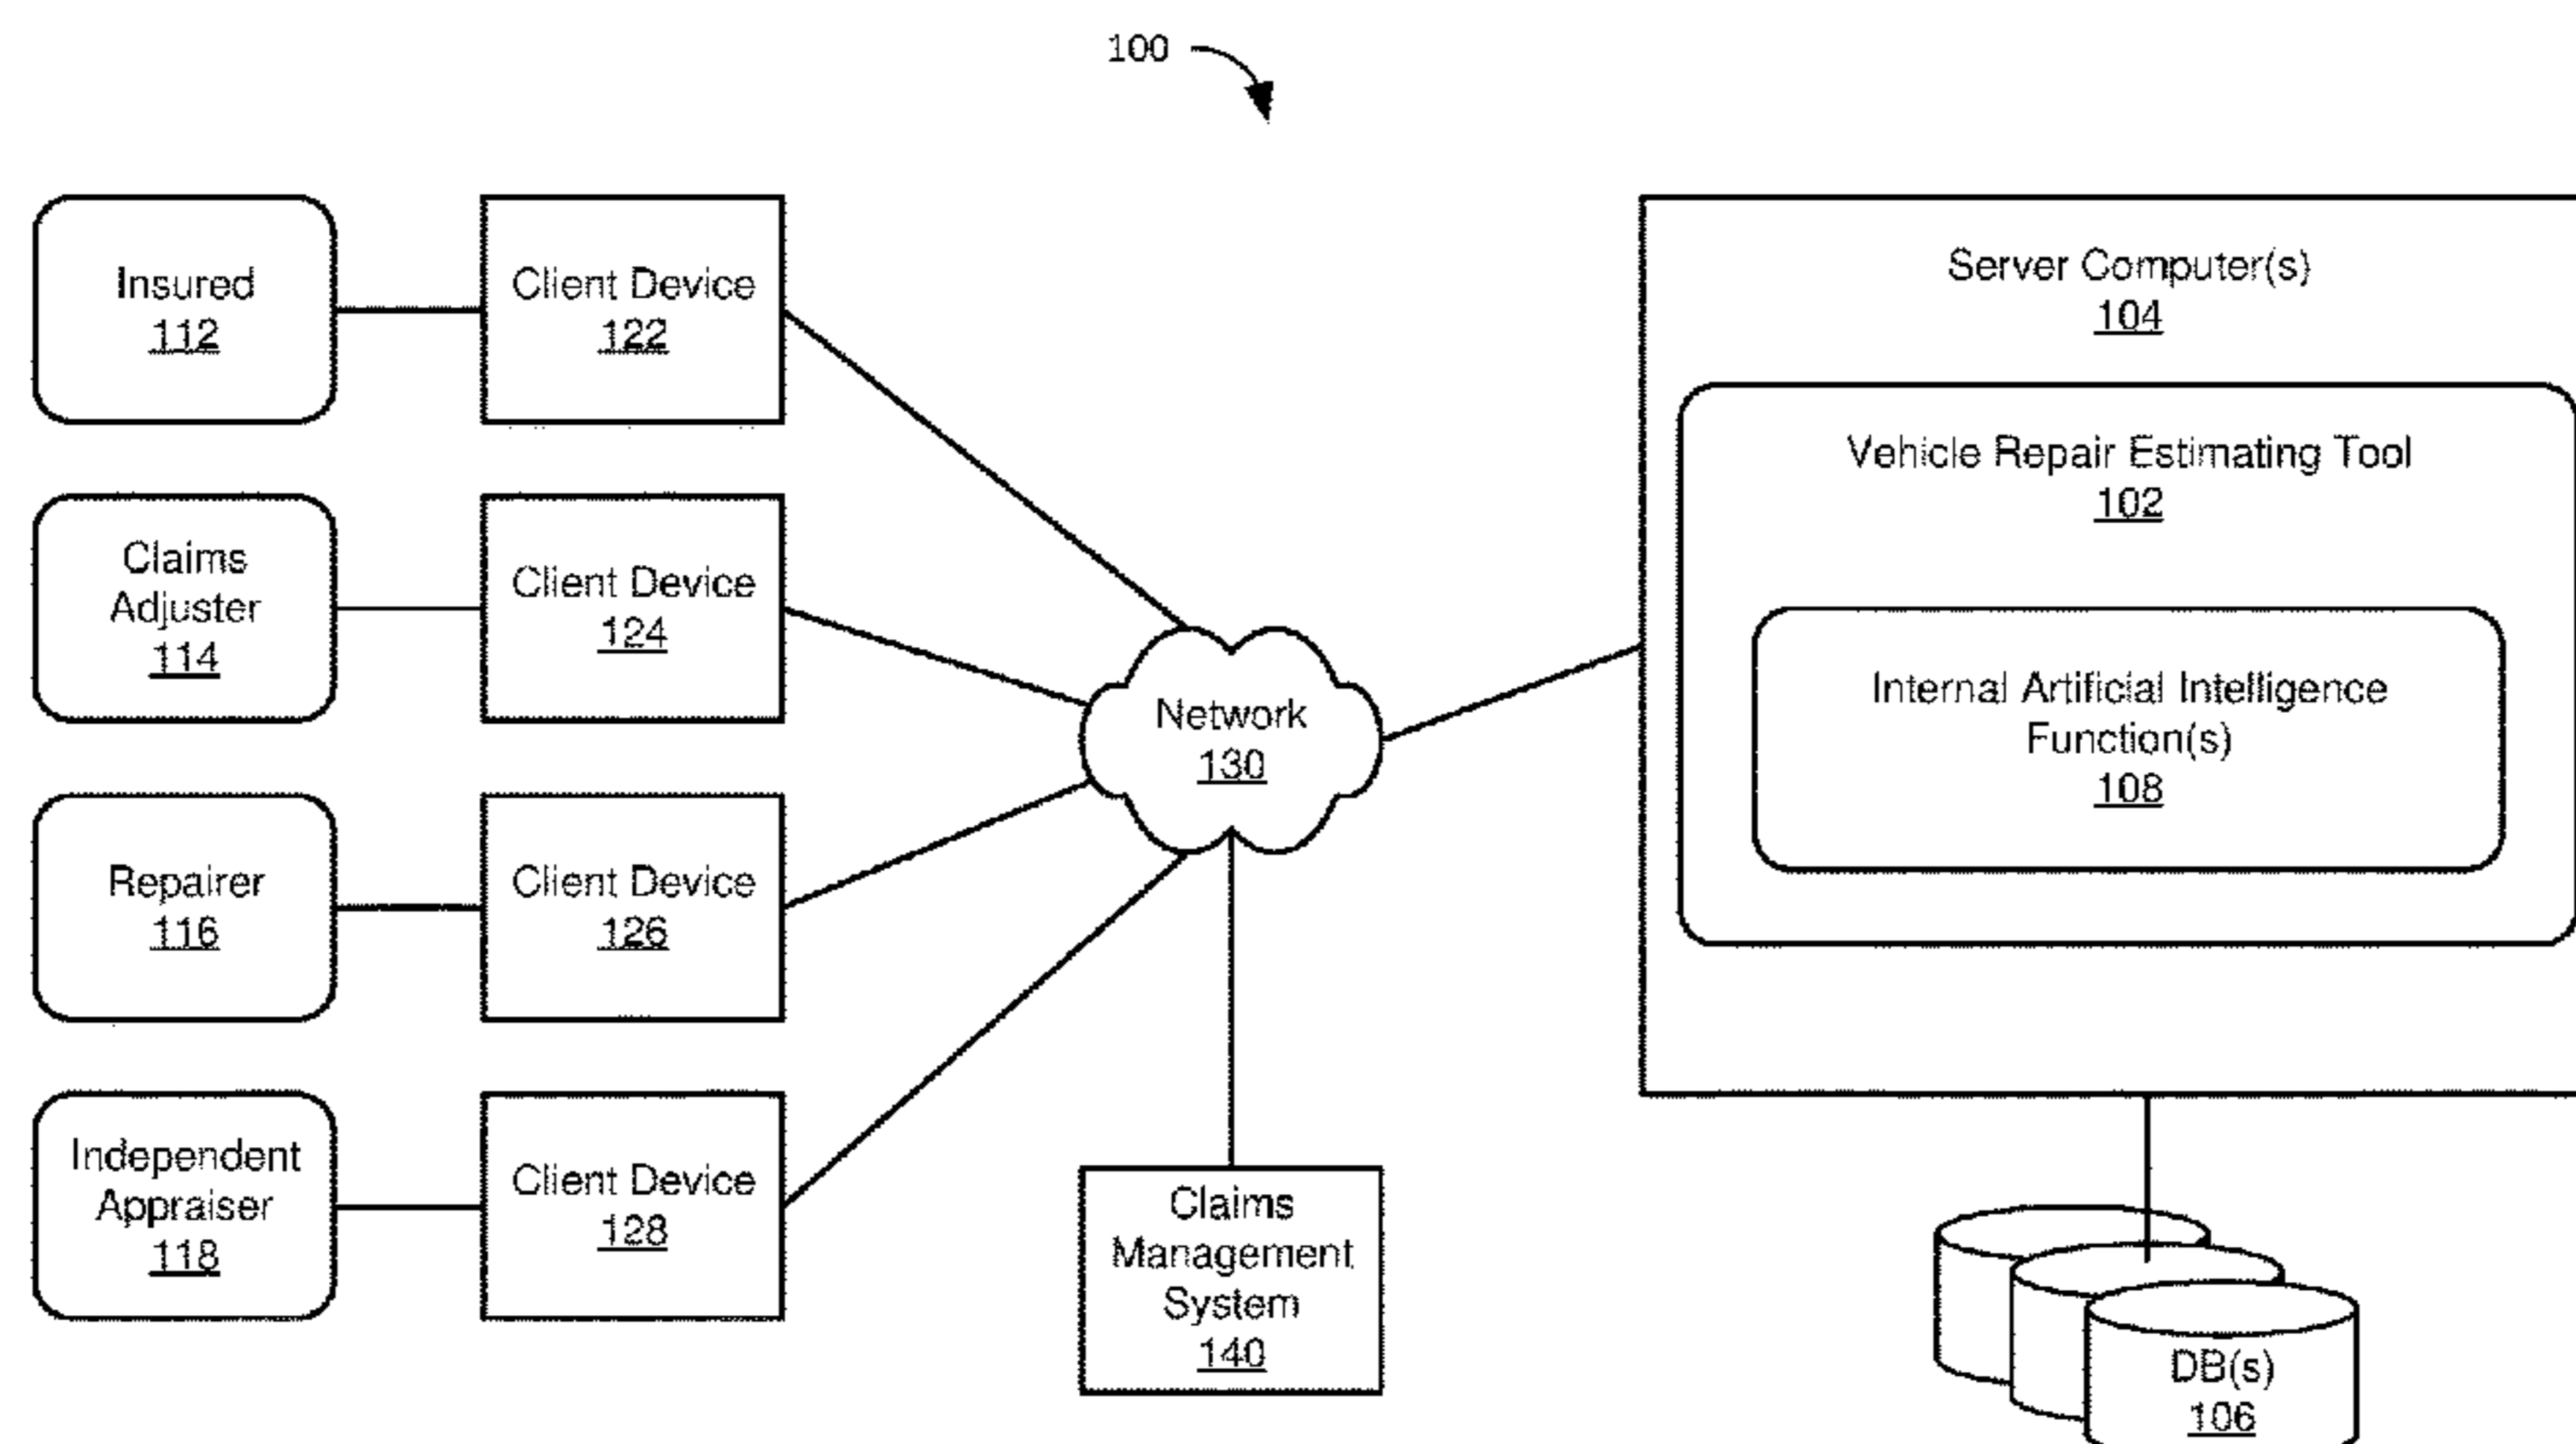 100
Insured
112
Client Device
122
Claims
Adjuster
114
Client Device
124
Repairer
116
Client Device
126
Independent
Appraiser
118
Client Device
128
Network
130
Claims
Management
System
140
Server Computer(s)
104
Vehicle Repair Estimating Tool
102
Internal Artificial Intelligence
Function(s)
108
DB(s)
106